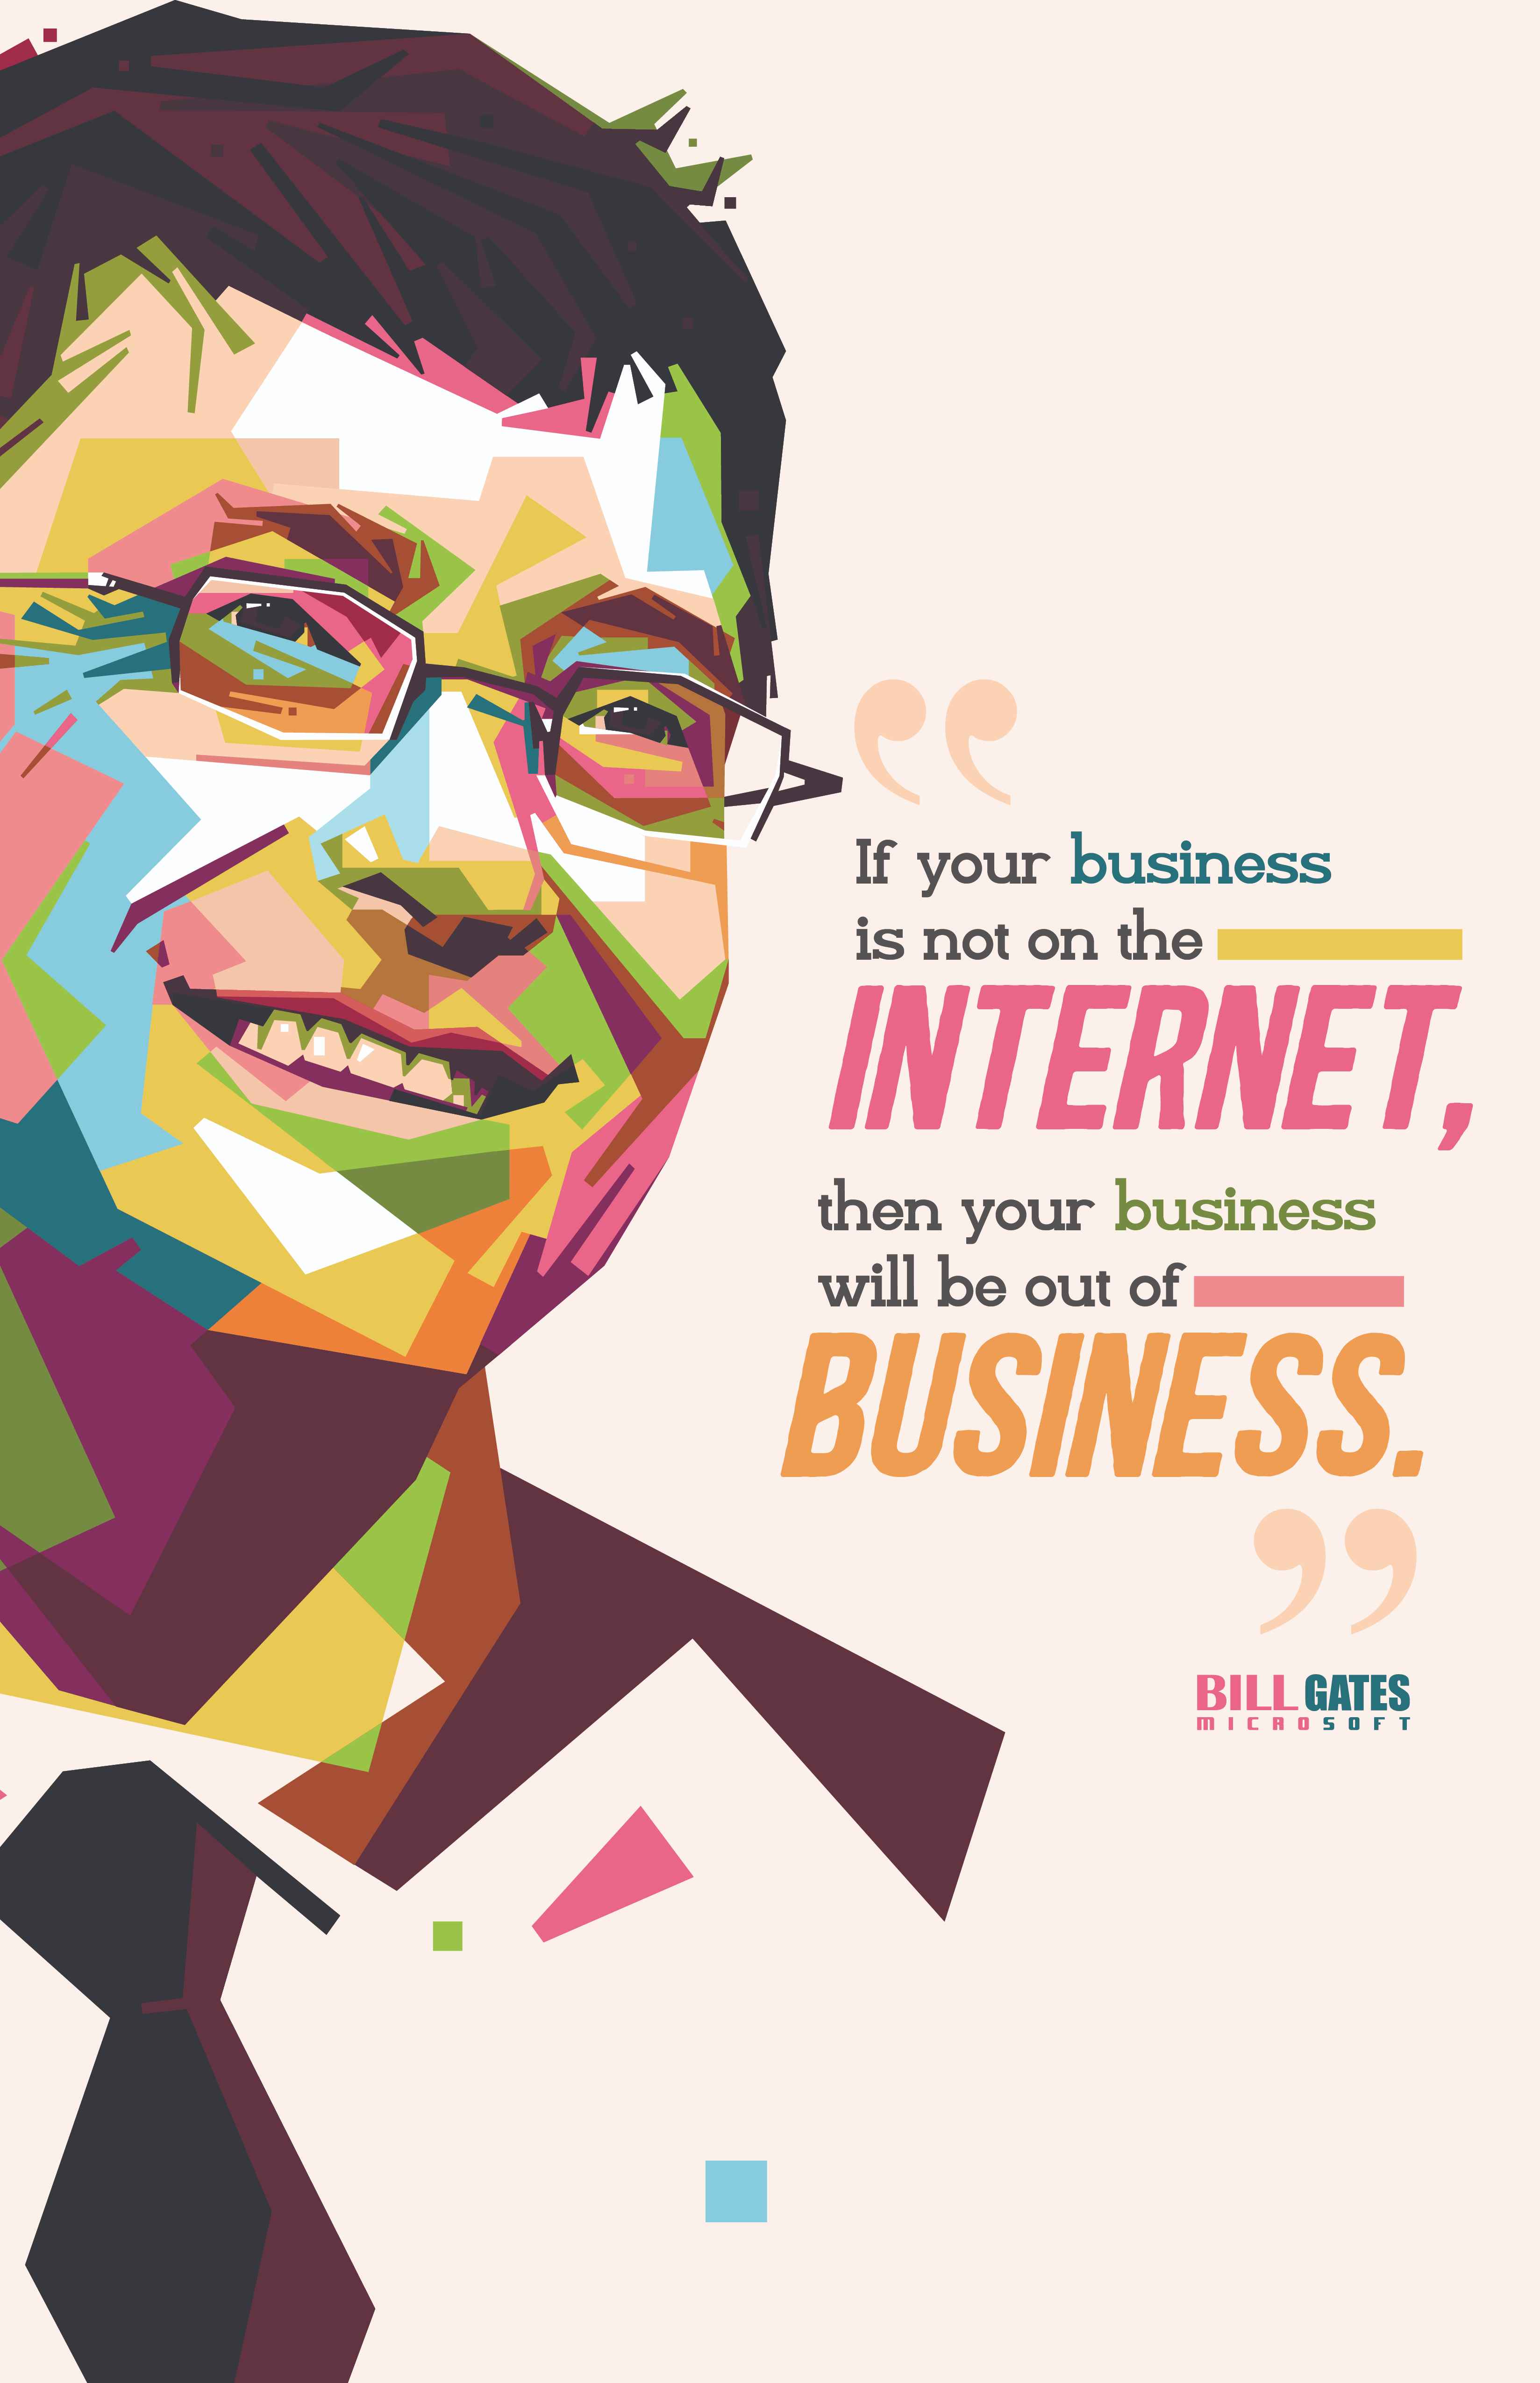 “
If your business
is not on the
INTERNET,
then your business
will be out of
BUSINESS.
”
BILL GATES
MICROSOFT